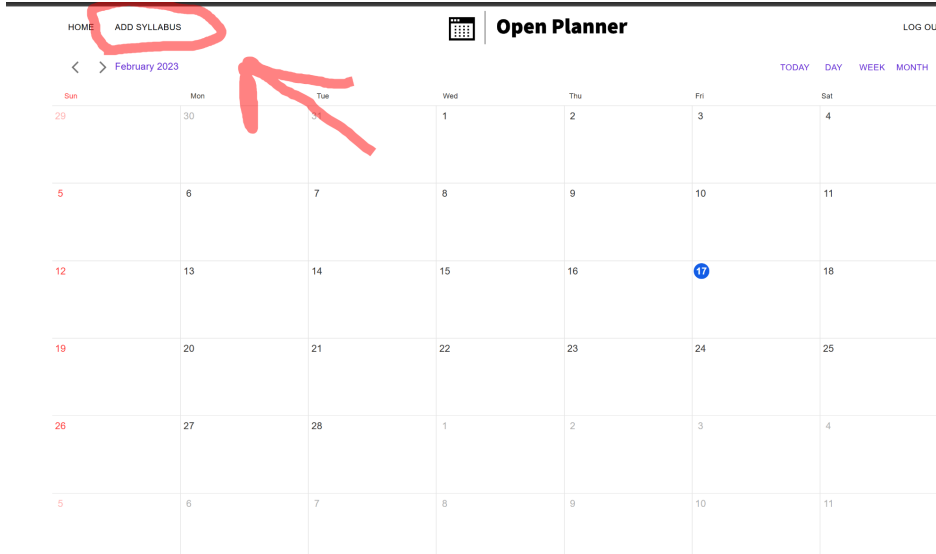 HOME ADD SYLLABUS Open Planner LOG OU
February 2023 TODAY DAY WEEK MONTH
Sun Mon Tue Wed Thu Fri Sat
29 30 31 1 2 3 4
5 6 7 8 9 10 11
12 13 14 15 16 17 18
19 20 21 22 23 24 25
26 27 28 1 2 3 4
5 6 7 8 9 10 11